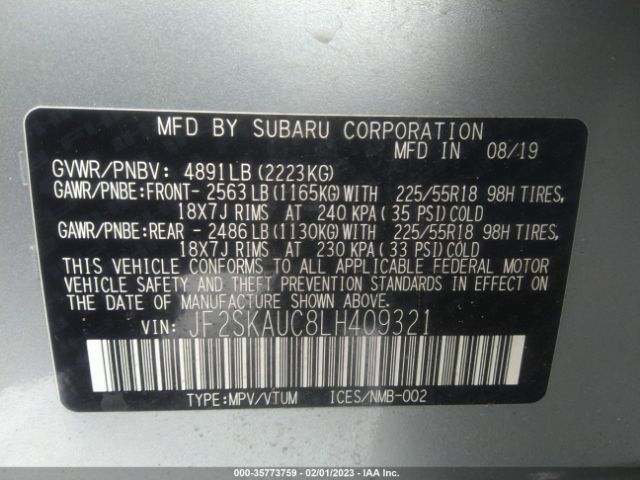 MFD BY SUBARU CORPORATION
MFD IN 08/19
GVWR/PNBV: 4891LB (2223KG)
GAWR/PNBE:FRONT- 2563LB (1165KG) WITH 225/55R18 98H TIRES,
18X7J RIMS AT 240 KPA (35 PSI) COLD
GAWR/PNBE:REAR - 2486LB (1130KG) WITH 225/55R18 98H TIRES,
18X7J RIMS AT 230 KPA (33 PSI) COLD
THIS VEHICLE CONFORMS TO ALL APPLICABLE FEDERAL MOTOR
VEHICLE SAFETY AND THEFT PREVENTION STANDARDS IN EFFECT ON
THE DATE OF MANUFACTURE SHOWN ABOVE.
VIN: JF2SKAUC8LH409321
TYPE:MPV/VTUM ICES/NMB-002
000-35773759 - 02/01/2023 - IAA Inc.